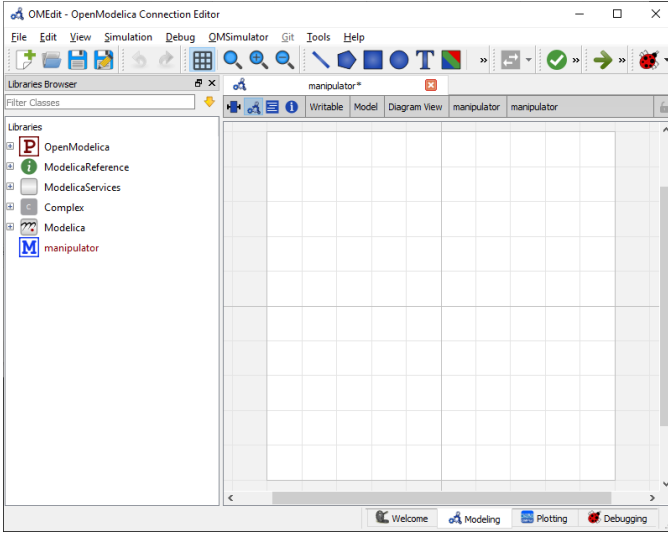 OMEdit - OpenModelica Connection Editor
File Edit View Simulation Debug QMSimulator Git Tools Help
T » » »
Libraries Browser
manipulator*
Filter Classes
Writable Model Diagram View manipulator manipulator
Libraries
P OpenModelica
i ModelicaReference
ModelicaServices
C Complex
Modelica
M manipulator
Welcome Modeling Plotting Debugging